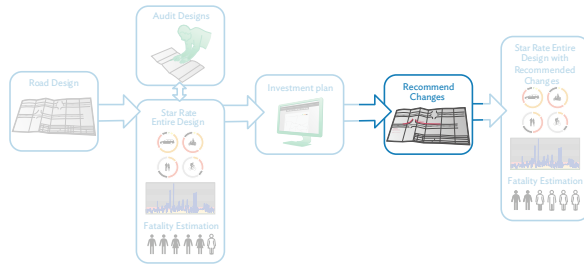 Audit Designs
Road Design
Star Rate
Entire Design
Fatality Estimation
Investment plan
Recommend
Changes
Star Rate Entire
Design with
Recommended
Changes
Fatality Estimation